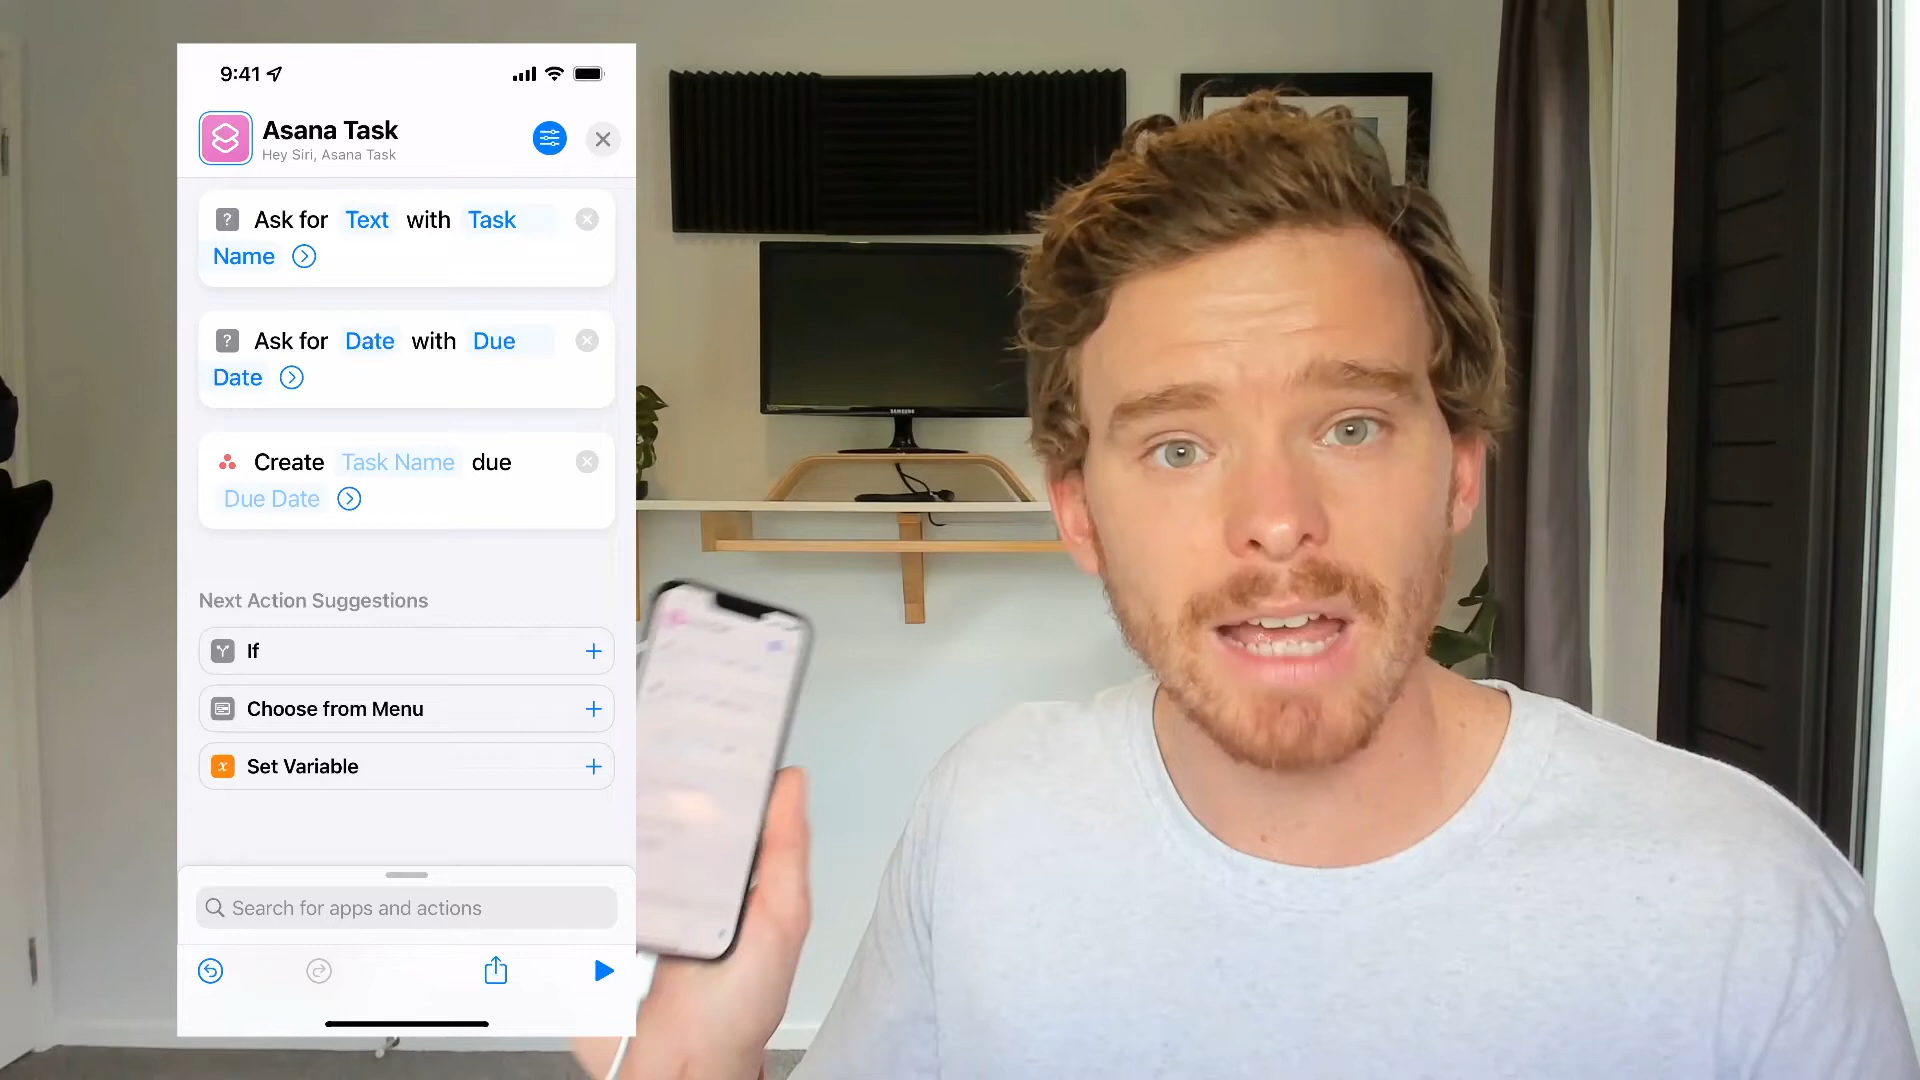 9:41
Asana Task
Hey Siri, Asana Task
? Ask for Text with Task
Name
? Ask for Date with Due
Date
Create Task Name due
Due Date
Next Action Suggestions
If
Choose from Menu
x Set Variable
Search for apps and actions
SAMSUNG